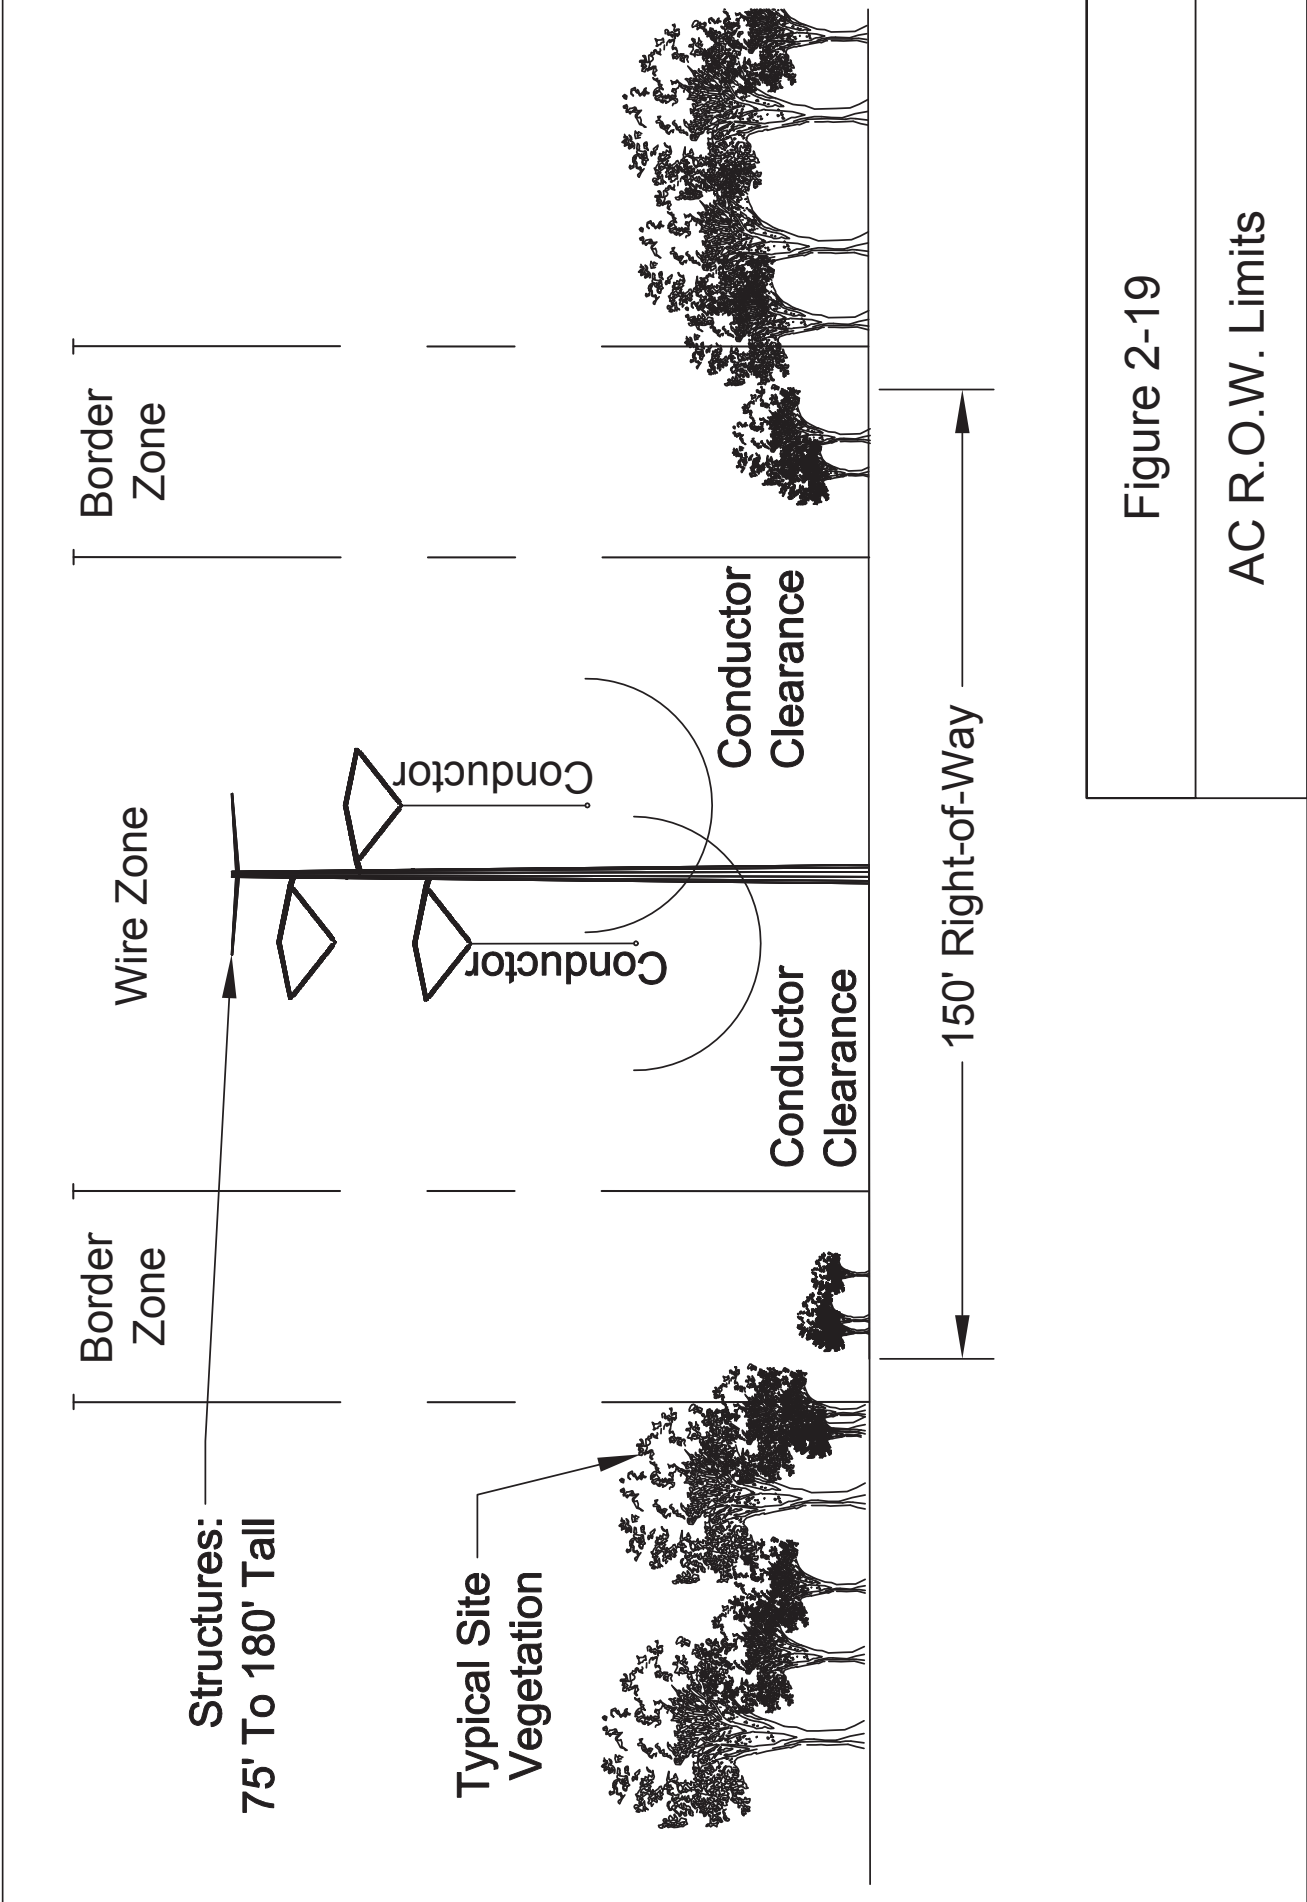 Border
Zone
Wire Zone
Border
Zone
Structures:
75' To 180' Tall
Typical Site
Vegetation
Conductor
Conductor
Conductor
Clearance
Conductor
Clearance
150' Right-of-Way
Figure 2-19
AC R.O.W. Limits